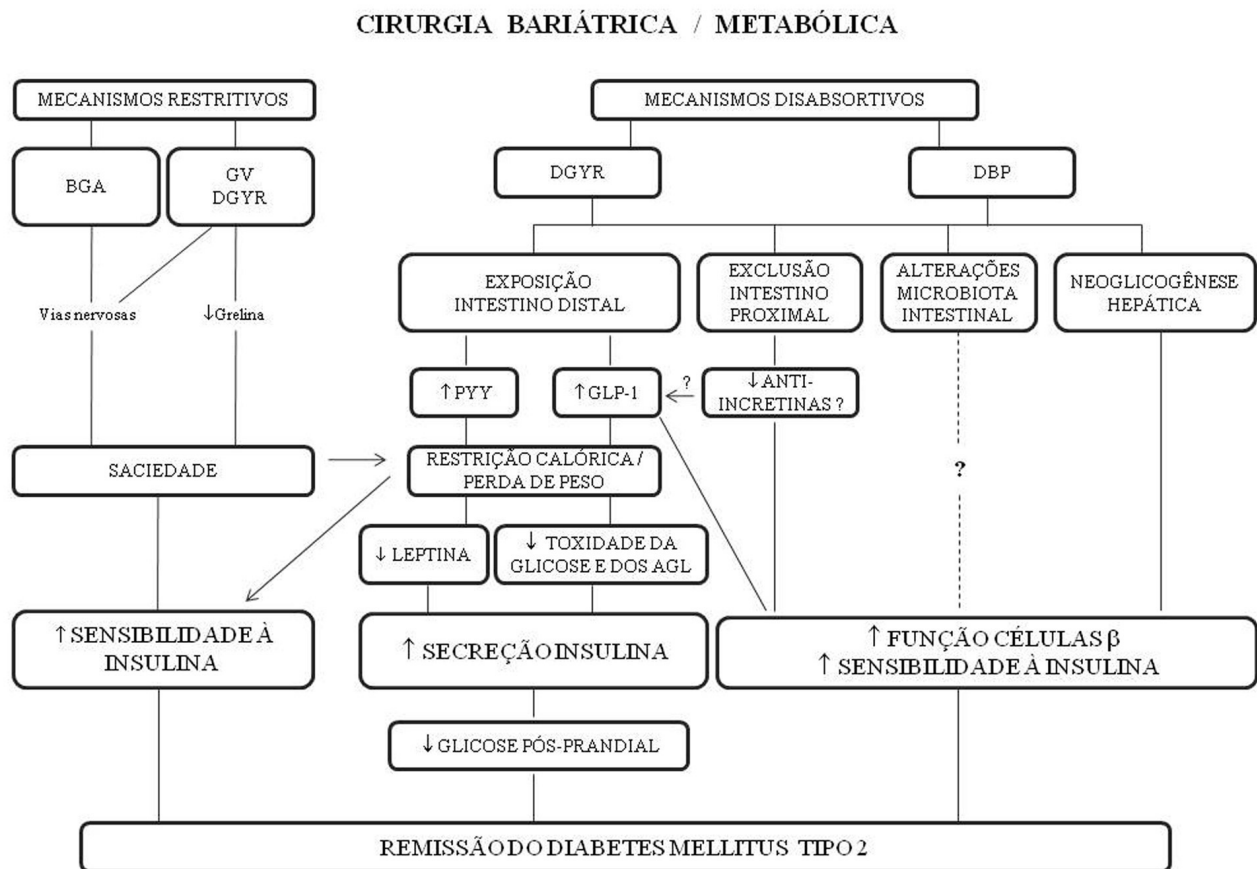 CIRURGIA BARIÁTRICA / METABÓLICA
MECANISMOS RESTRITIVOS
MECANISMOS DISABSORTIVOS
BGA
GV
DGYR
DGYR
DBP
EXPOSIÇÃO
INTESTINO DISTAL
EXCLUSÃO
INTESTINO
PROXIMAL
ALTERAÇÕES
MICROBIOTA
INTESTINAL
NEOGLICOGÊNESE
HEPÁTICA
Vias nervosas
↓Grelina
↑PYY
↑GLP-1
?
↓ANTI-
INCRETINAS ?
SACIEDADE
RESTRIÇÃO CALÓRICA /
PERDA DE PESO
?
↓ LEPTINA
↓ TOXIDADE DA
GLICOSE E DOS AGL
↑SENSIBILIDADE À
INSULINA
↑ SECREÇÃO INSULINA
↑ FUNÇÃO CÉLULAS β
↑ SENSIBILIDADE À INSULINA
↓GLICOSE PÓS-PRANDIAL
REMISSÃO DO DIABETES MELLITUS TIPO 2